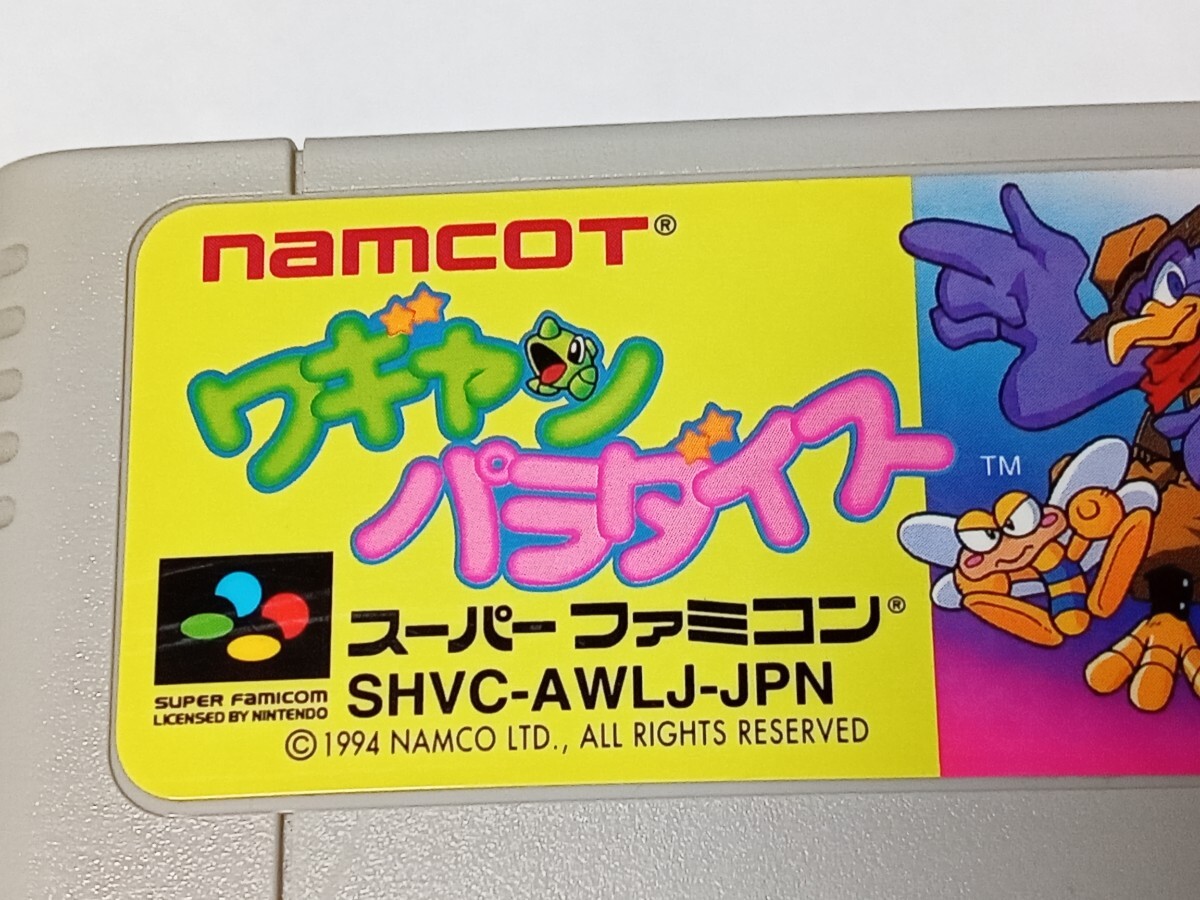 namcoT®
ワギャン
パラダイス
TM
スーパーファミコン®
SUPER FAMICOM
LICENSED BY NINTENDO
SHVC-AWLJ-JPN
©1994 NAMCO LTD., ALL RIGHTS RESERVED